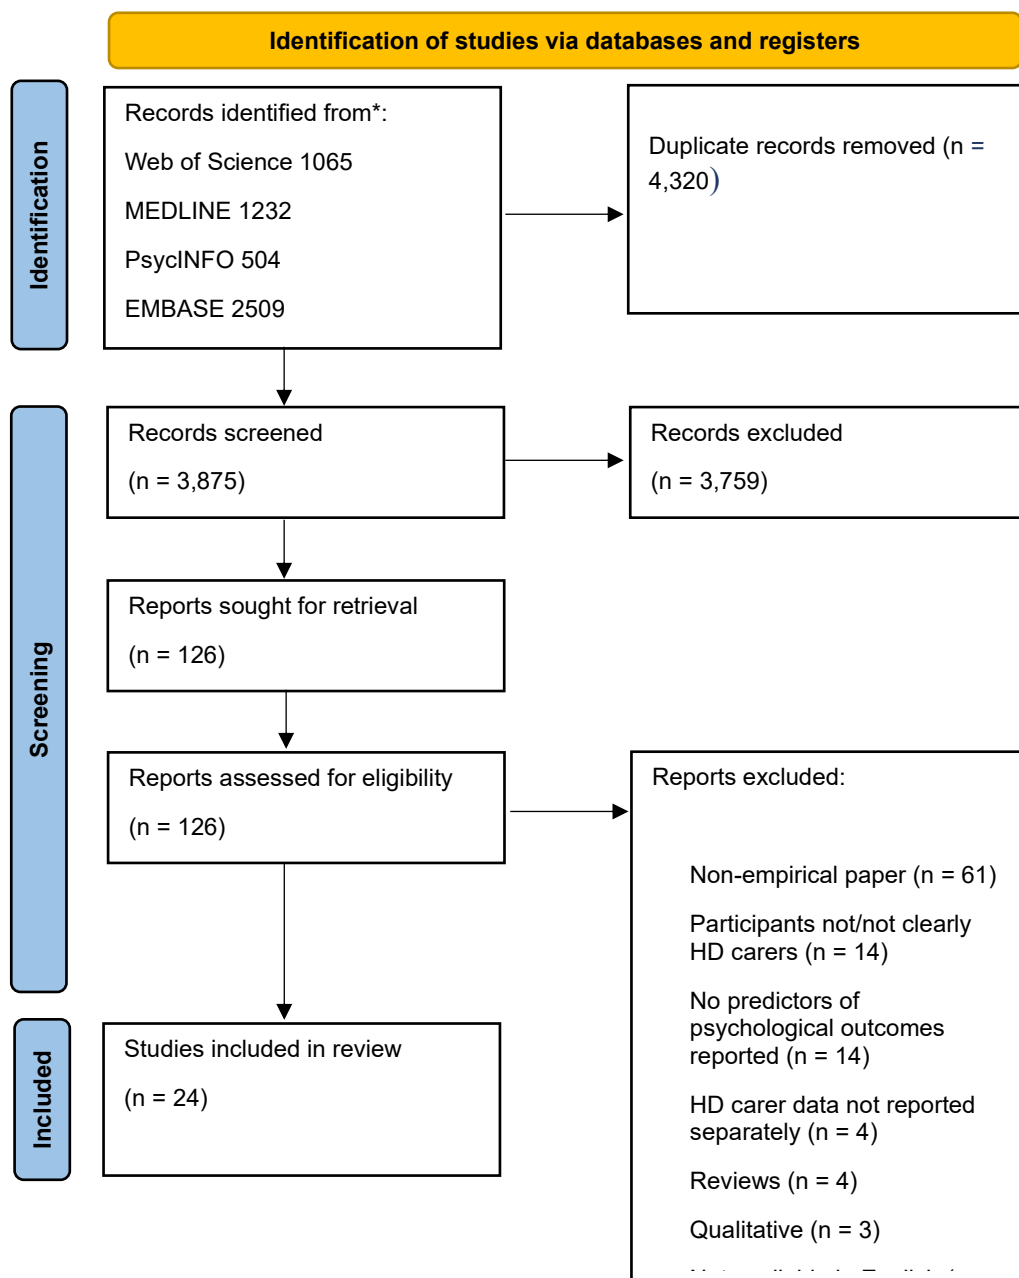 Identification of studies via databases and registers
Identification
Records identified from*:
Web of Science 1065
MEDLINE 1232
PsycINFO 504
EMBASE 2509
Duplicate records removed (n =
4,320)
Screening
Records screened
(n = 3,875)
Records excluded
(n = 3,759)
Reports sought for retrieval
(n = 126)
Reports assessed for eligibility
(n = 126)
Reports excluded:
Non-empirical paper (n = 61)
Participants not/not clearly
HD carers (n = 14)
No predictors of
psychological outcomes
reported (n = 14)
HD carer data not reported
separately (n = 4)
Reviews (n = 4)
Qualitative (n = 3)
Included
Studies included in review
(n = 24)